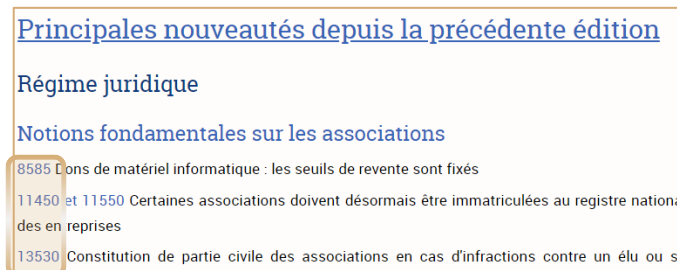 Principales nouveautés depuis la précédente édition
Régime juridique
Notions fondamentales sur les associations
8585 Dons de matériel informatique : les seuils de revente sont fixés
11450 et 11550 Certaines associations doivent désormais être immatriculées au registre nationa
des entreprises
13530 Constitution de partie civile des associations en cas d'infractions contre un élu ou s